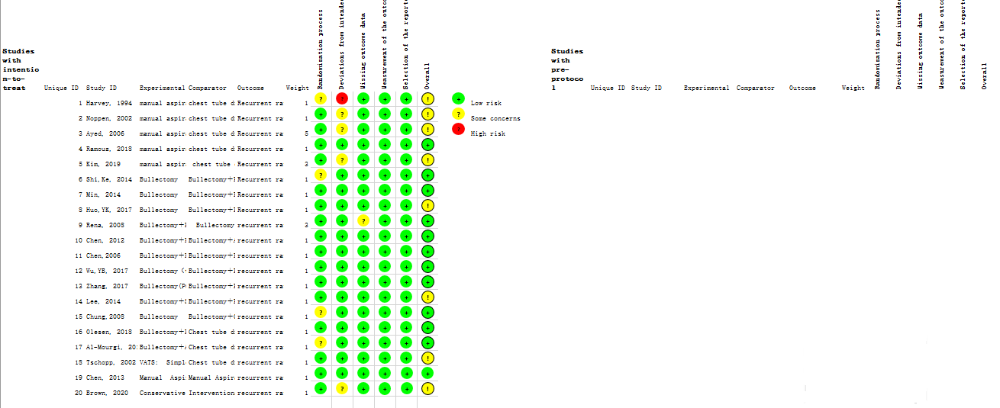 Randomisation process
Deviations from intended
Missing outcome data
Measurement of the outco
Selection of the reporte
Overall
Studies with intentio n-to- treat
Unique ID Study ID Experimental Comparator Outcome Weight
1 Harvey, 1994 manual aspir chest tube d Recurrent ra 1
2 Noppen, 2002 manual aspir chest tube d Recurrent ra 1
3 Ayed, 2006 manual aspir chest tube d Recurrent ra 5
4 Ramouz, 2018 manual aspir chest tube d Recurrent ra 1
5 Kim, 2019 manual aspir chest tube Recurrent ra 3
6 Shi,Ke, 2014 Bullectomy Bullectomy+ Recurrent ra 1
7 Min, 2014 Bullectomy Bullectomy+ Recurrent ra 1
8 Huo,YK, 2017 Bullectomy Bullectomy+ Recurrent ra 1
9 Rena, 2008 Bullectomy+ Bullectomy recurrent ra 3
10 Chen, 2012 Bullectomy+ Bullectomy+ recurrent ra 1
11 Chen,2006 Bullectomy+ Bullectomy+ recurrent ra 1
12 Wu,YB, 2017 Bullectomy ( Bullectomy+ recurrent ra 1
13 Zhang, 2017 Bullectomy(P Bullectomy+ recurrent ra 1
14 Lee, 2014 Bullectomy+ Bullectomy+ recurrent ra 1
15 Chung,2008 Bullectomy Bullectomy+ recurrent ra 1
16 Olesen, 2018 Bullectomy+ Chest tube d recurrent ra 1
17 Al-Mourgi, 20 Bullectomy+ Chest tube d recurrent ra 1
18 Tschopp, 2002 VATS: Simpl Chest tube d recurrent ra 1
19 Chen, 2013 Manual Aspi Manual Aspir recurrent ra 1
20 Brown, 2020 Conservative Intervention recurrent ra 1
+ Low risk
? Some concerns
High risk
Randomisation process
Deviations from intende
Missing outcome data
Measurement of the outc
Selection of the report
Overall
Studies with pre- protoco l
Unique ID Study ID Experimental Comparator Outcome Weight